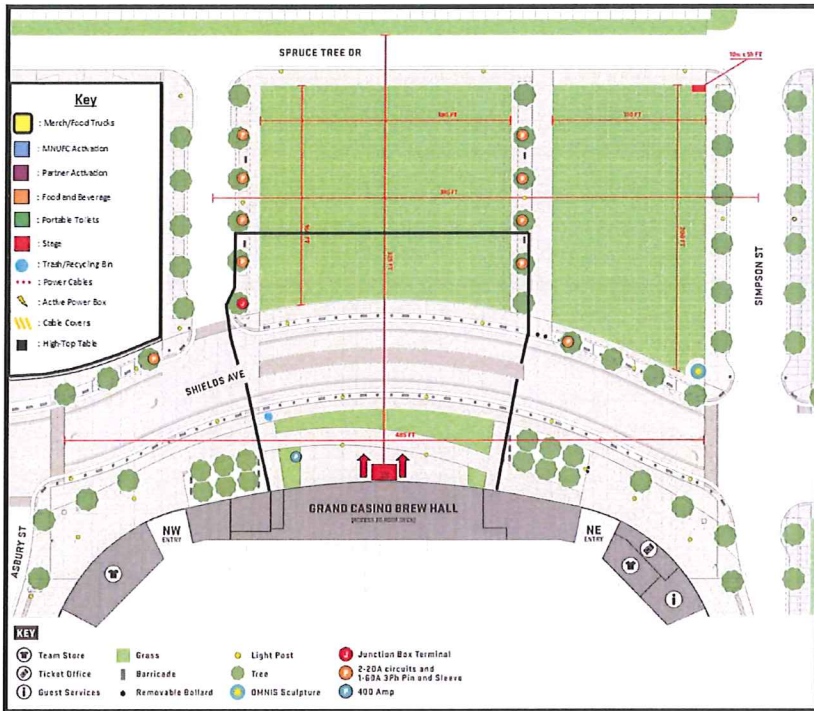 SPRUCE TREE DR
Key
: Merch/Food Trucks
: MNUFC Activation
: Partner Activation
: Food and Beverage
: Portable Toilets
: Stage
: Trash/Recycling Bin
: Power Cables
: Active Power Box
: Cable Covers
: High-Top Table
SIMPSON ST
SHIELDS AVE
485 FT
GRAND CASINO BREW HALL
NW
ENTRY
NE
ENTRY
ASBURY ST
KEY
Team Store
Grass
Light Post
J
Junction Box Terminal
Ticket Office
Barricade
Tree
P
2-20A circuits and
1-60A 3Ph Pin and Sleeve
i
Guest Services
Removable Bollard
OMNIS Sculpture
P
400 Amp